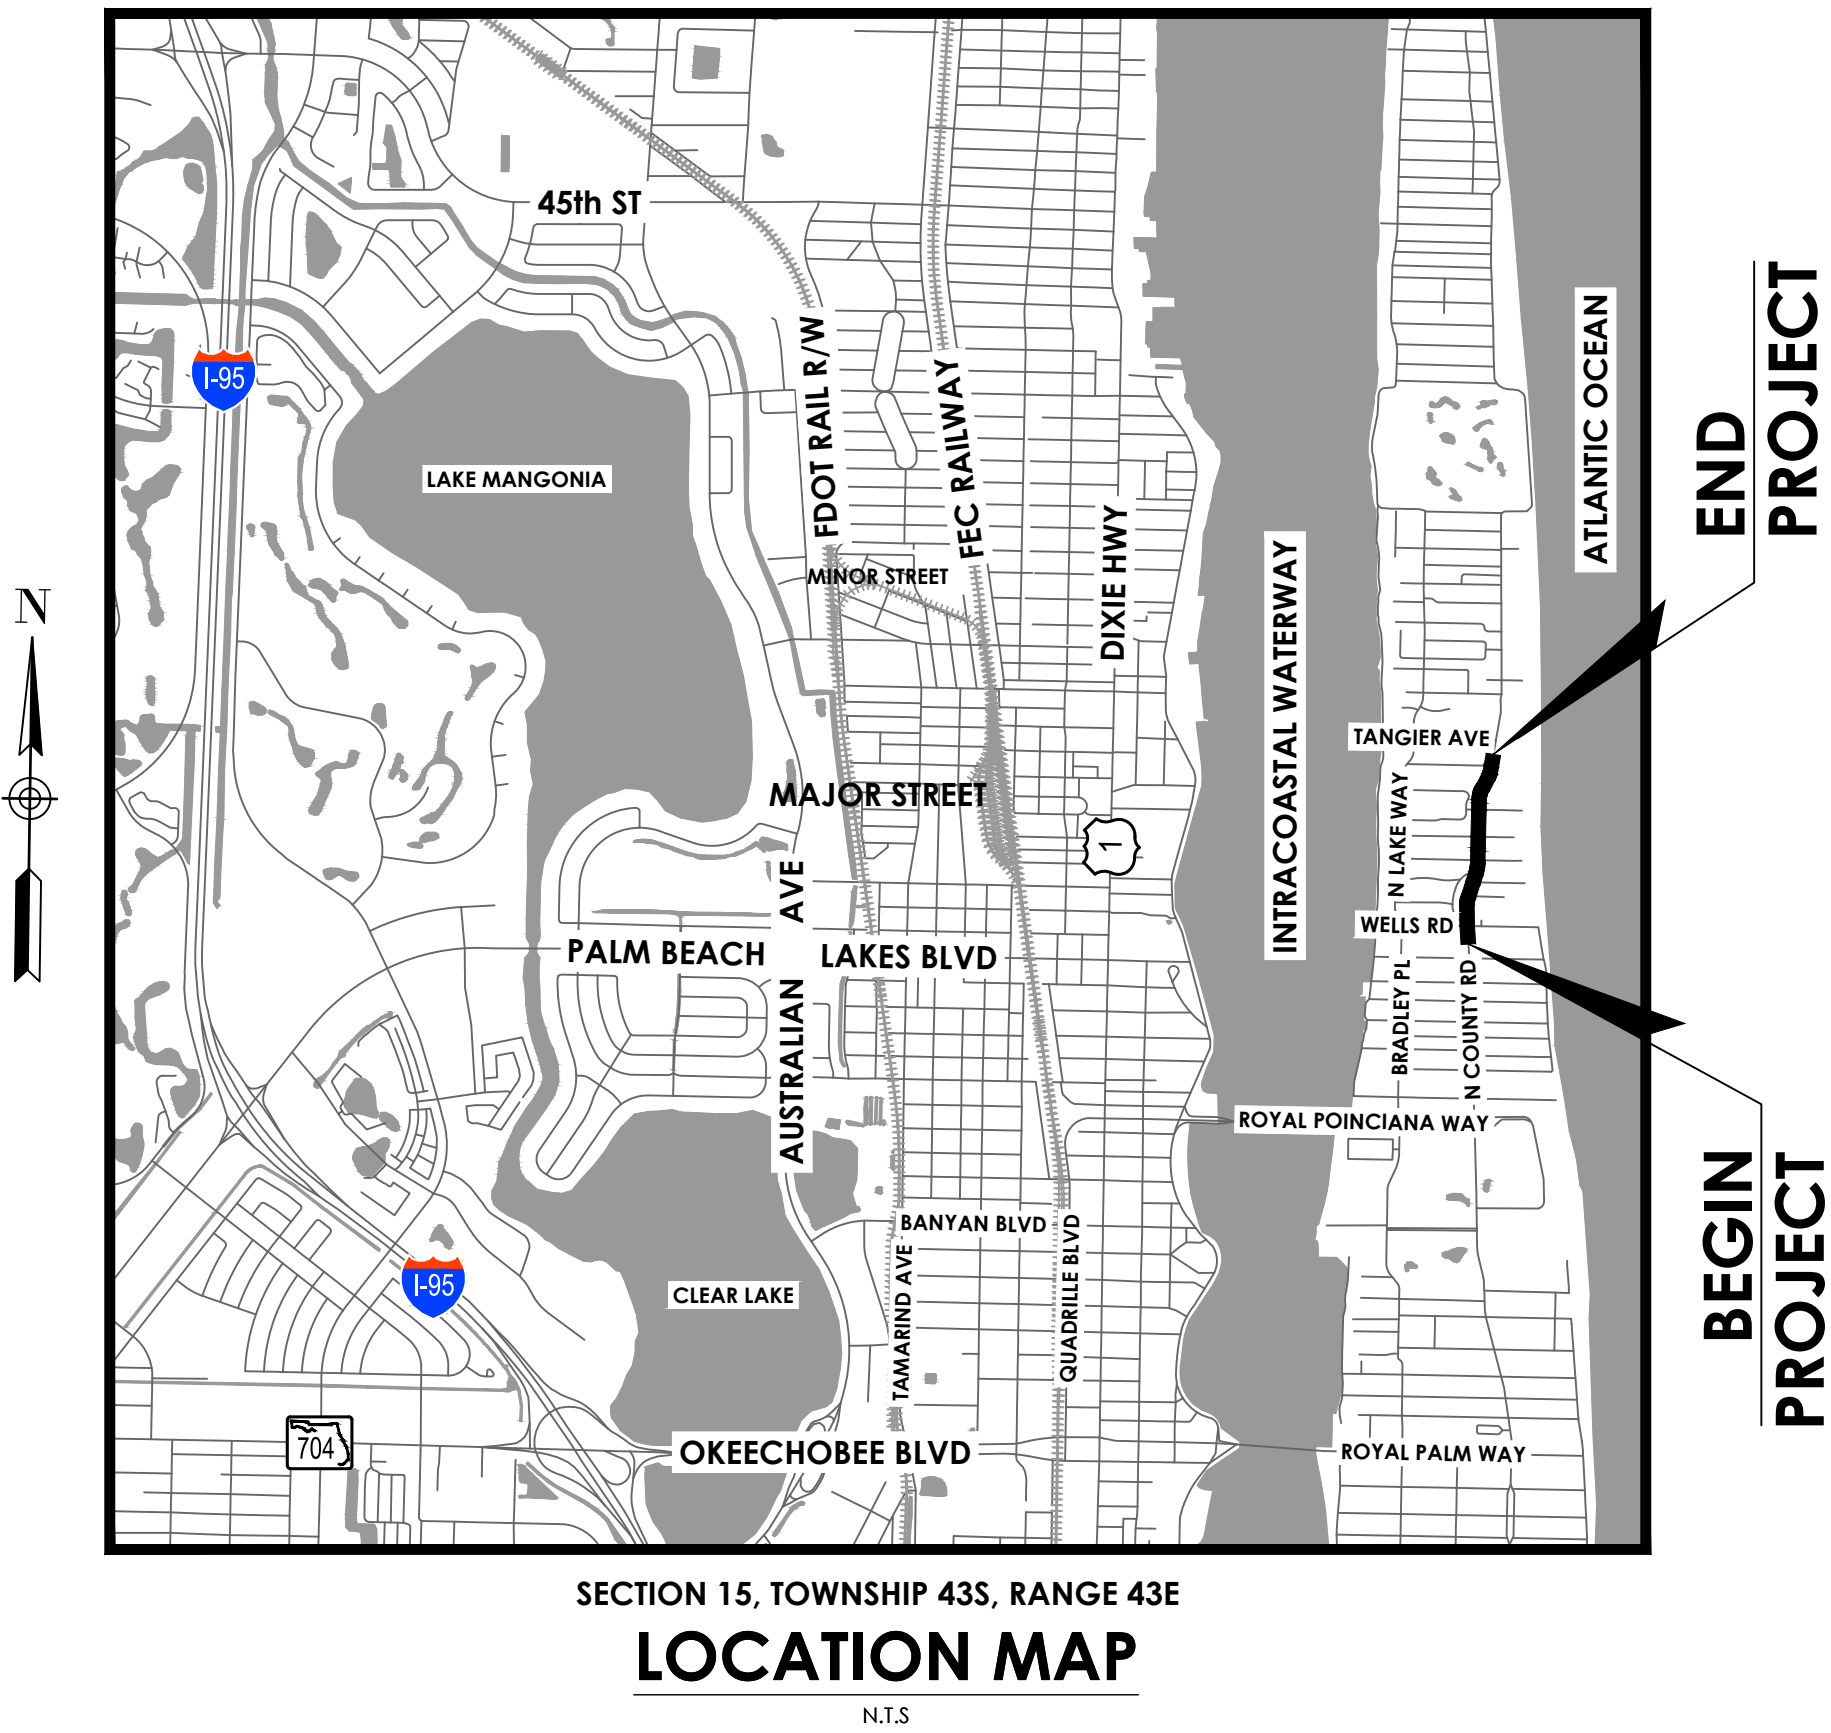 45th ST
I-95
FDOT RAIL R/W
FEC RAILWAY
ATLANTIC OCEAN
END
PROJECT
LAKE MANGONIA
DIXIE HWY
INTRACOASTAL WATERWAY
MINOR STREET
N
TANGIER AVE
MAJOR STREET
N LAKE WAY
1
AUSTRALIAN AVE
WELLS RD
PALM BEACH LAKES BLVD
BRADLEY PL
N COUNTY RD
ROYAL POINCIANA WAY
BEGIN
PROJECT
BANYAN BLVD
QUADRILLE BLVD
TAMARIND AVE
I-95
CLEAR LAKE
704
OKEECHOBEE BLVD
ROYAL PALM WAY
SECTION 15, TOWNSHIP 43S, RANGE 43E
LOCATION MAP
N.T.S